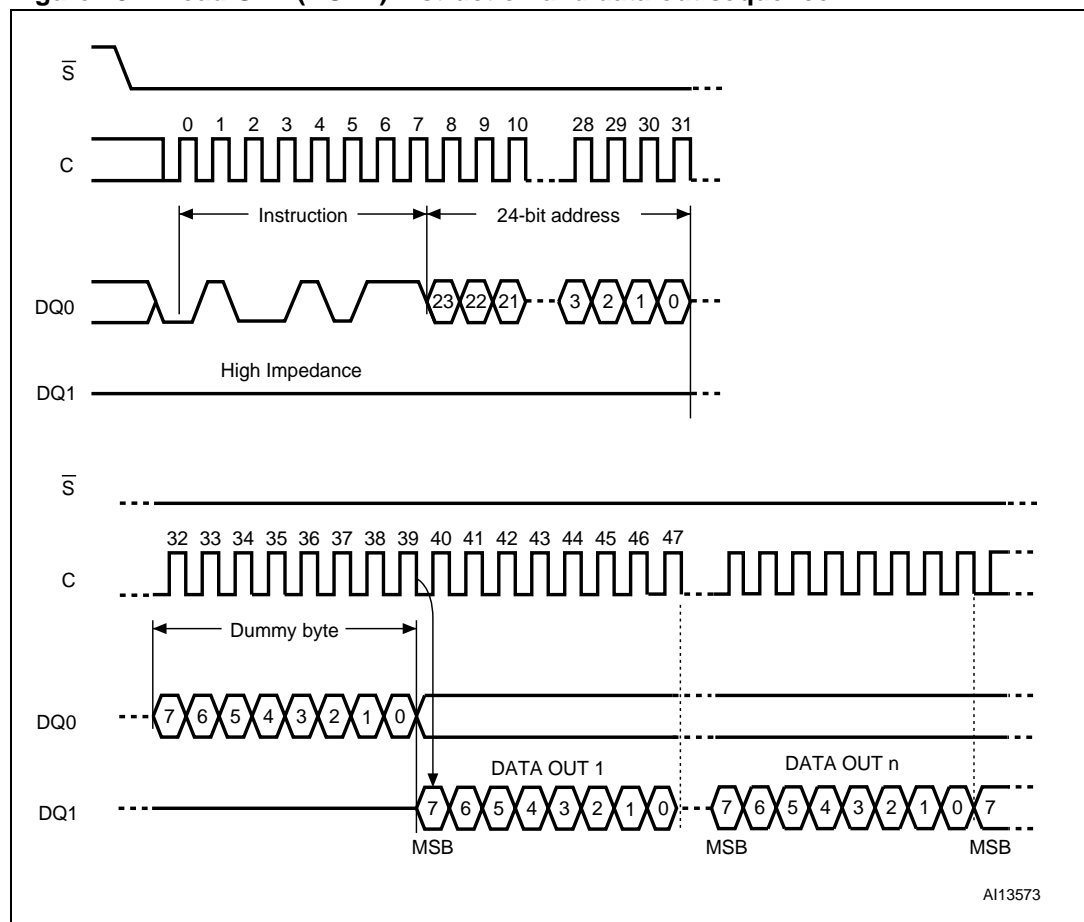 S
0 1 2 3 4 5 6 7 8 9 10 28 29 30 31
C
Instruction 24-bit address
DQ0 23 22 21 3 2 1 0
High Impedance
DQ1
S
32 33 34 35 36 37 38 39 40 41 42 43 44 45 46 47
C
Dummy byte
DQ0 7 6 5 4 3 2 1 0
DATA OUT 1 DATA OUT n
DQ1 7 6 5 4 3 2 1 0 7 6 5 4 3 2 1 0 7
MSB MSB MSB
AI13573